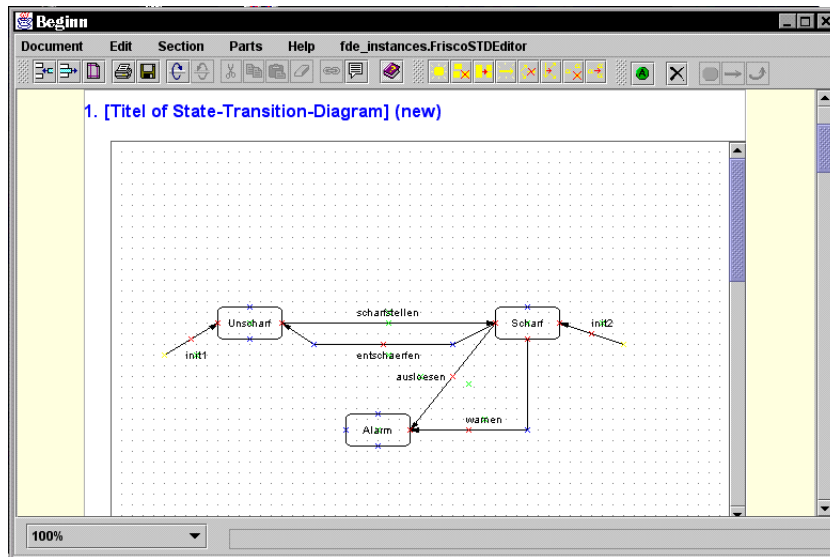 Beginn
Document Edit Section Parts Help fde_instances.FriscoSTDEditor
A
1. [Titel of State-Transition-Diagram] (new)
scharfstellen
Unscharf Scharf init2
init1 entschaerfen
ausloesen
Alarm warnen
100%